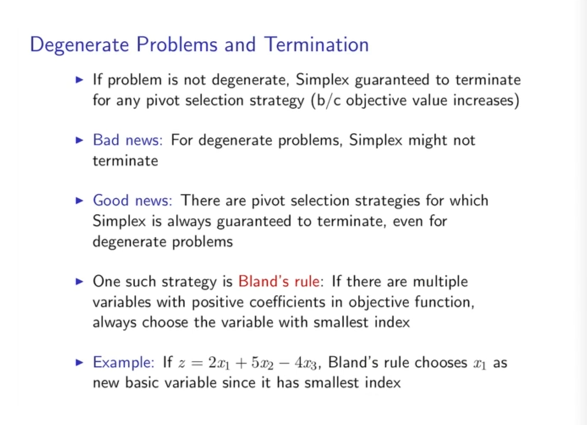 Degenerate Problems and Termination
▶ If problem is not degenerate, Simplex guaranteed to terminate
for any pivot selection strategy (b/c objective value increases)
▶ Bad news: For degenerate problems, Simplex might not
terminate
▶ Good news: There are pivot selection strategies for which
Simplex is always guaranteed to terminate, even for
degenerate problems
▶ One such strategy is Bland's rule: If there are multiple
variables with positive coefficients in objective function,
always choose the variable with smallest index
▶ Example: If z = 2x₁ + 5x₂ − 4x₃, Bland's rule chooses x₁ as
new basic variable since it has smallest index